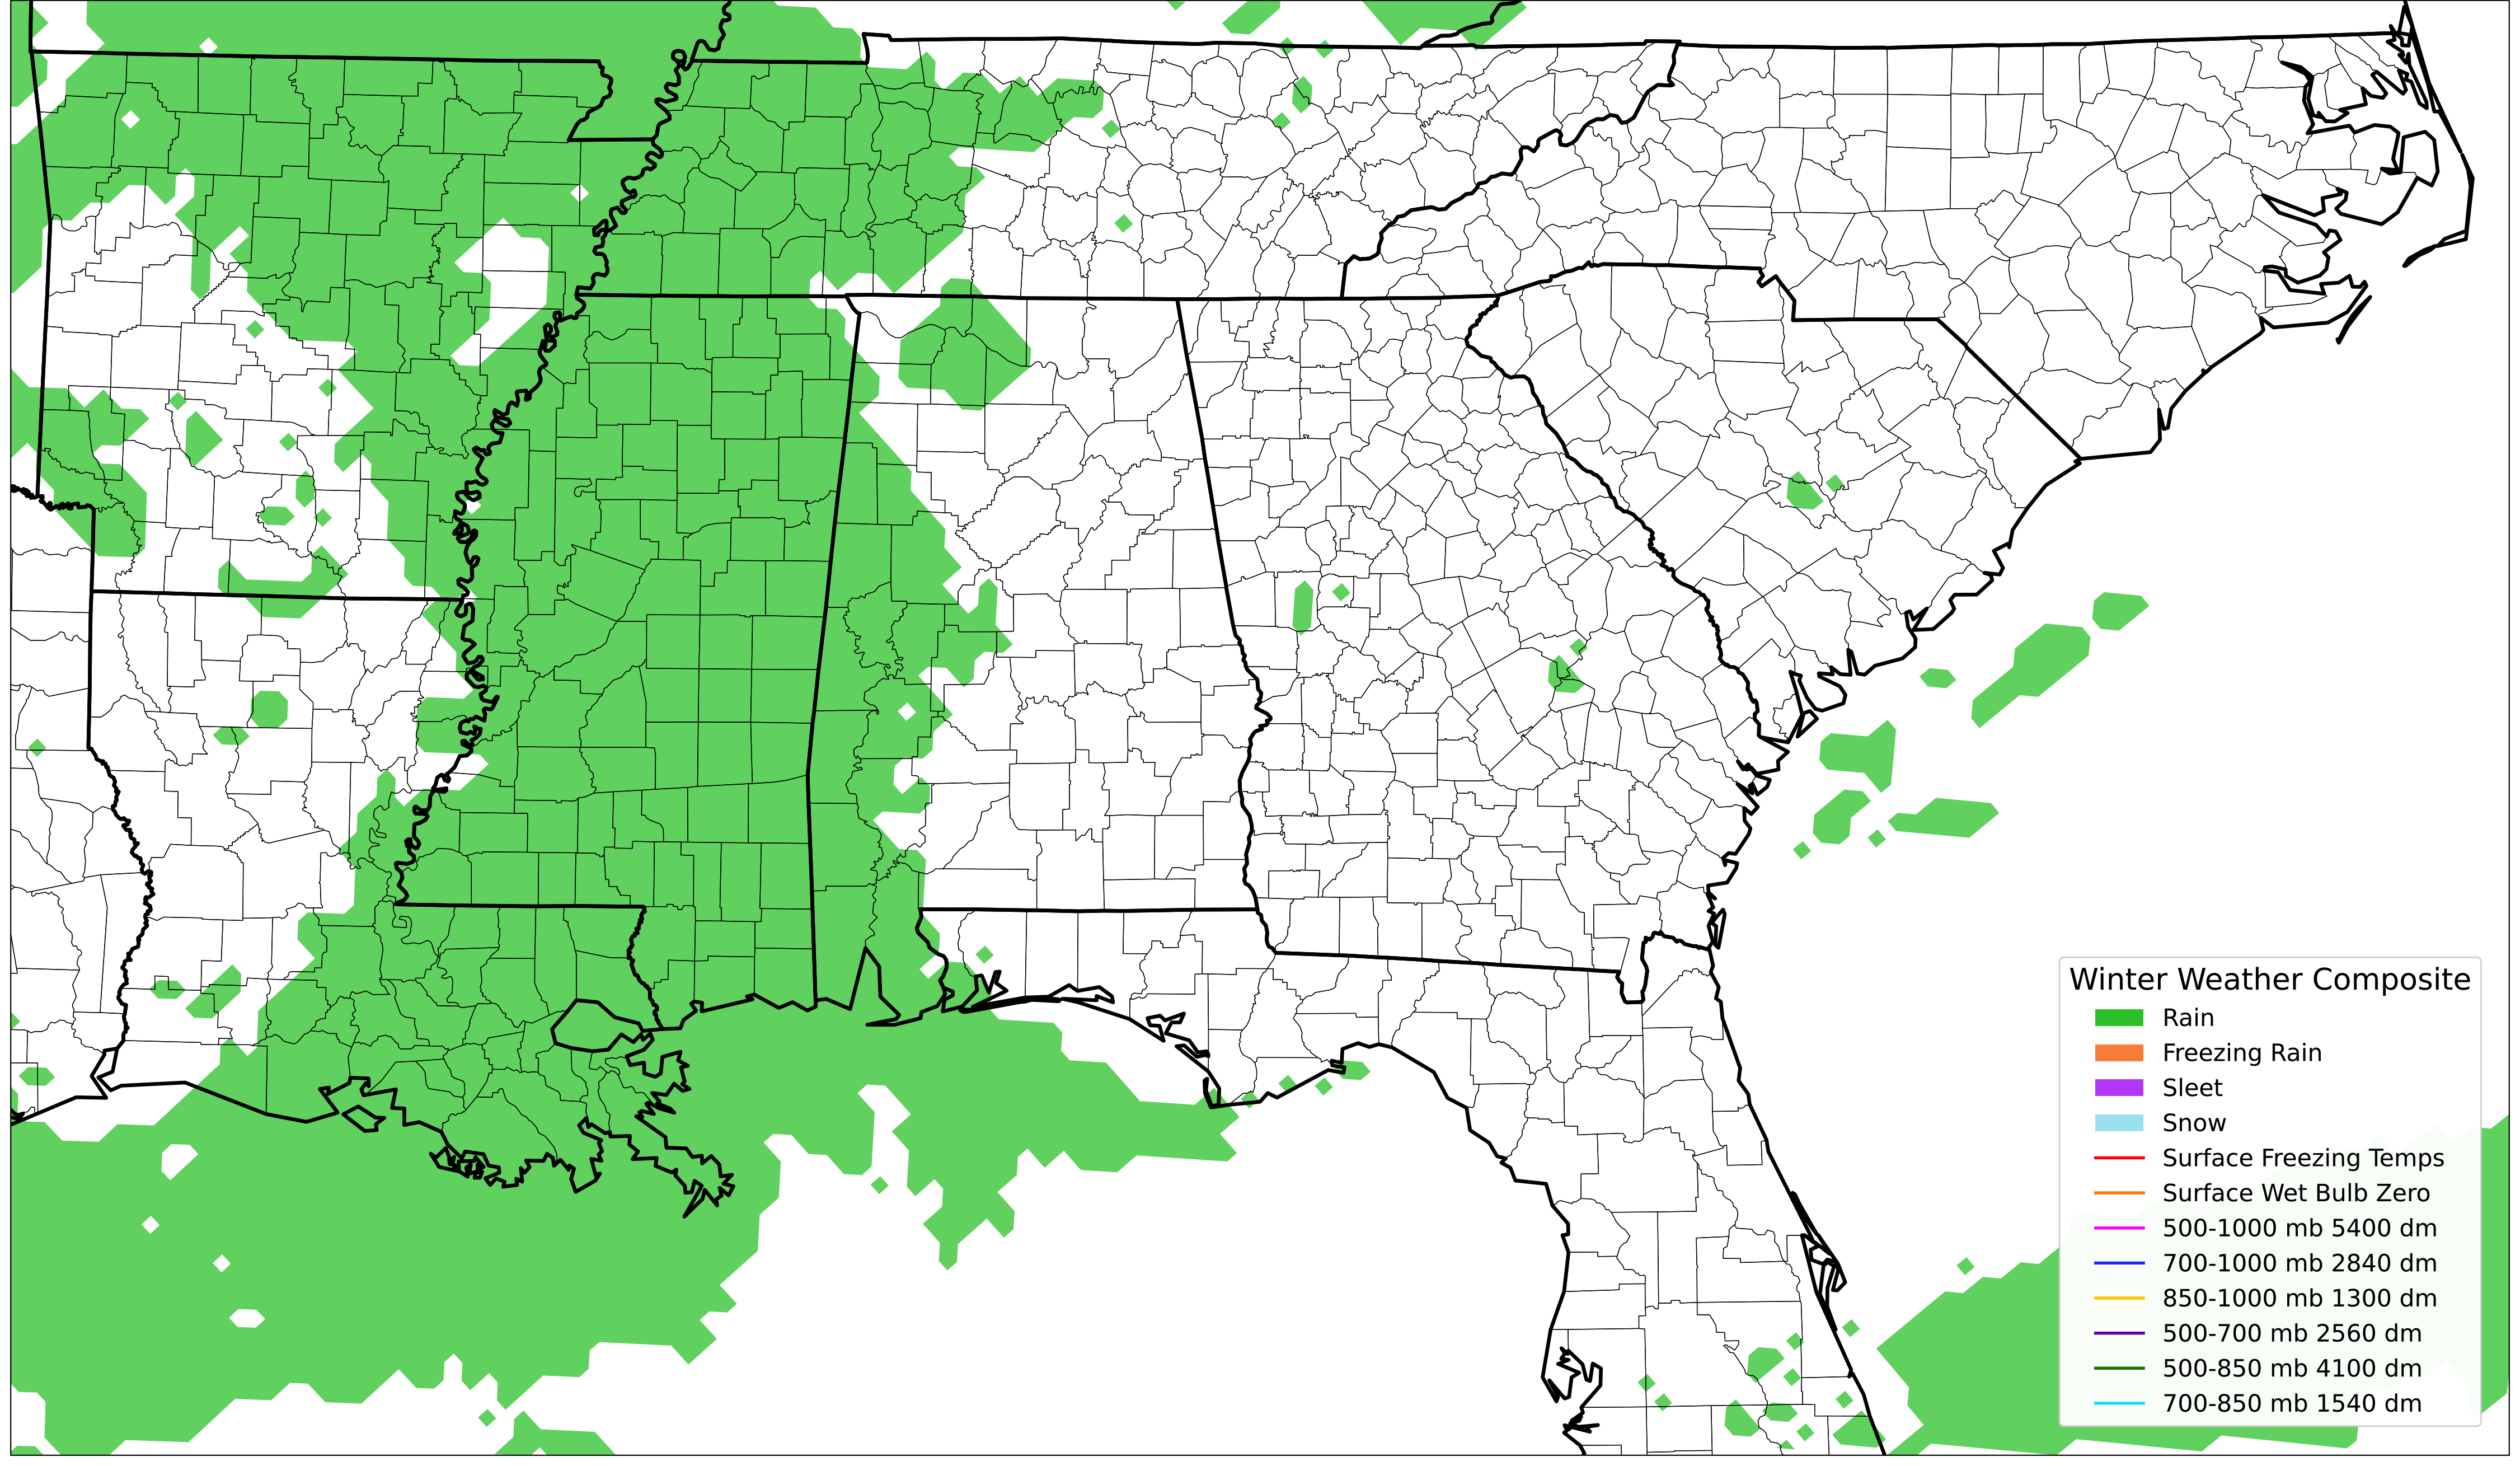 Winter Weather Composite
Rain
Freezing Rain
Sleet
Snow
Surface Freezing Temps
Surface Wet Bulb Zero
500-1000 mb 5400 dm
700-1000 mb 2840 dm
850-1000 mb 1300 dm
500-700 mb 2560 dm
500-850 mb 4100 dm
700-850 mb 1540 dm